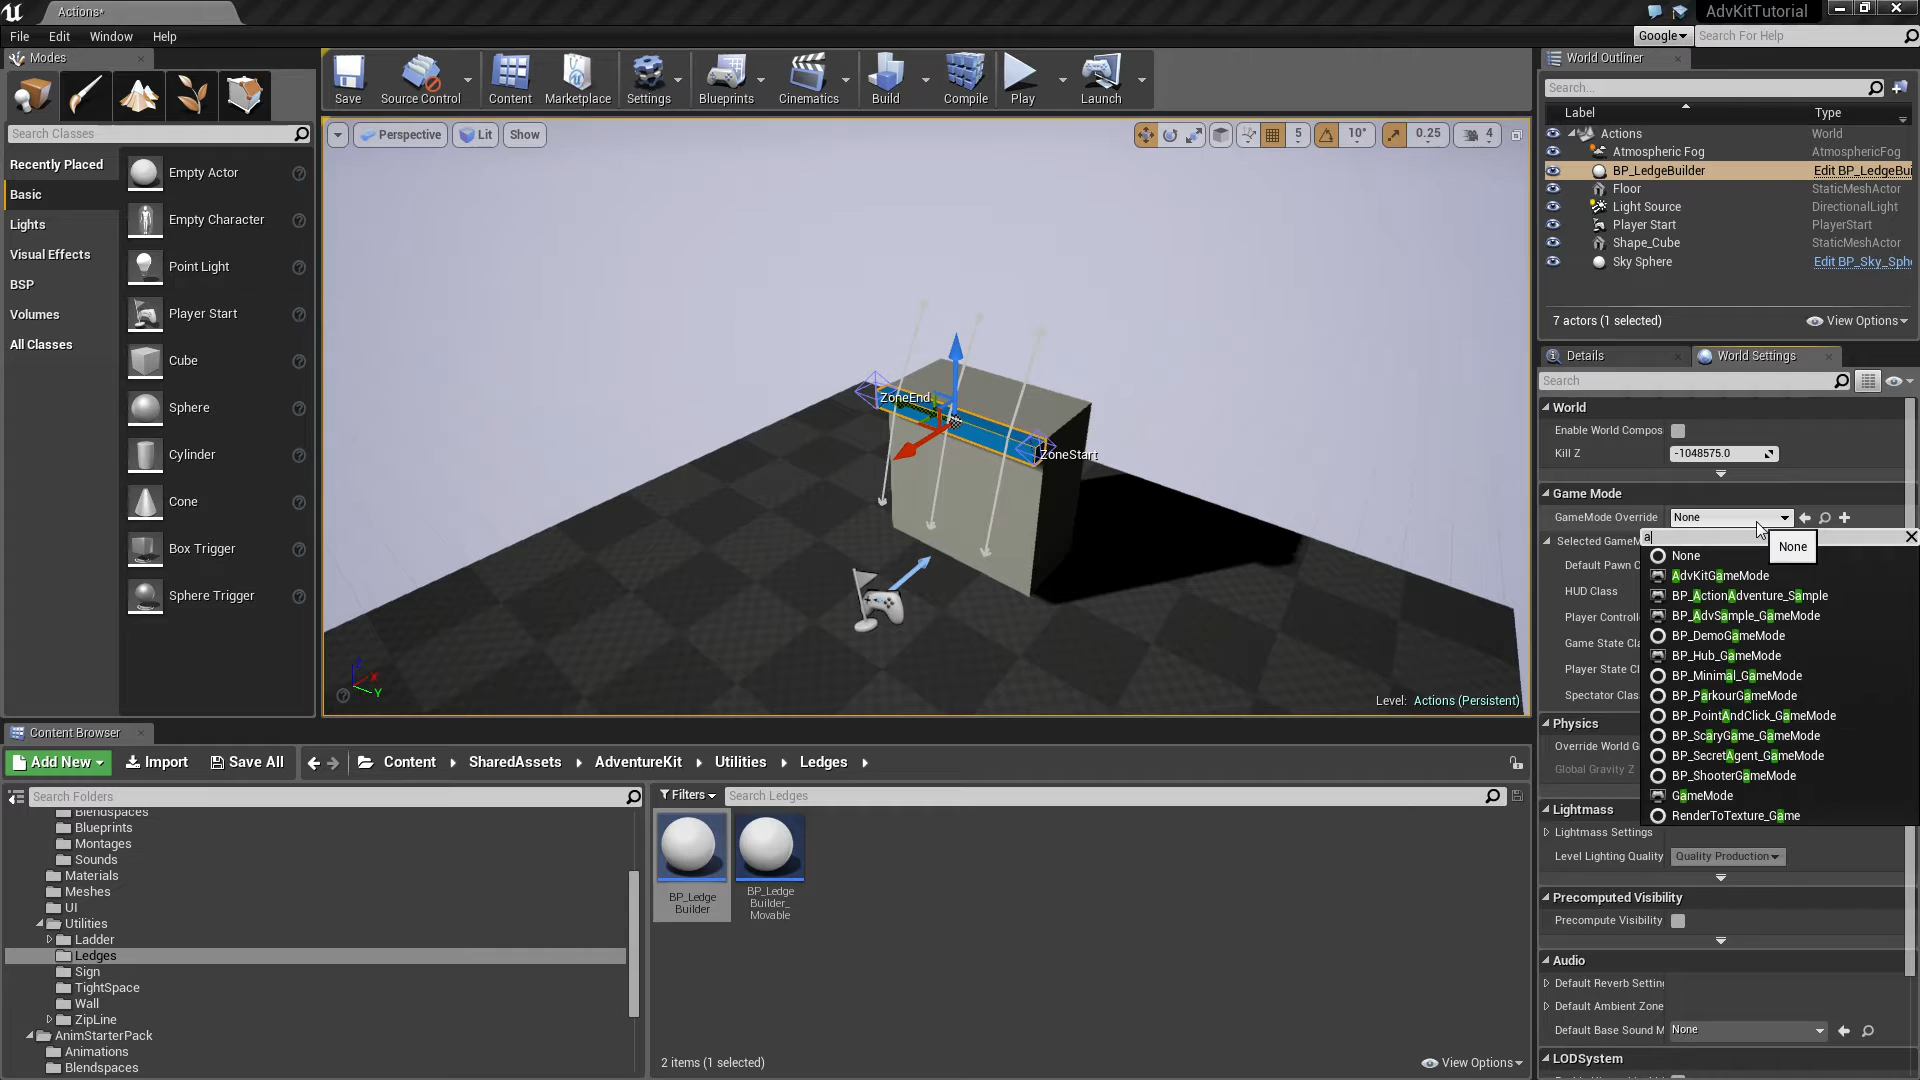 Actions*
AdvKitTutorial
File Edit Window Help
Google Search For Help
Modes
Save
Source Control
Content
Marketplace
Settings
Blueprints
Cinematics
Build
Compile
Play
Launch
Search Classes
Recently Placed
Basic
Lights
Visual Effects
BSP
Volumes
All Classes
Empty Actor
Empty Character
Point Light
Player Start
Cube
Sphere
Cylinder
Cone
Box Trigger
Sphere Trigger
Perspective Lit Show
5 10° 0.25 4
ZoneEnd
ZoneStart
Z
X
Y
Level: Actions (Persistent)
World Outliner
Search...
Label Type
Actions World
Atmospheric Fog AtmosphericFog
BP_LedgeBuilder Edit BP_LedgeBui
Floor StaticMeshActor
Light Source DirectionalLight
Player Start PlayerStart
Shape_Cube StaticMeshActor
Sky Sphere Edit BP_Sky_Sphe
7 actors (1 selected) View Options
Details World Settings
Search
World
Enable World Compos
Kill Z -1048575.0
Game Mode
GameMode Override None
Selected GameM
a
None
None
Default Pawn C
HUD Class
Player Controll
Game State Cla
Player State Cl
Spectator Clas
AdvKitGameMode
BP_ActionAdventure_Sample
BP_AdvSample_GameMode
BP_DemoGameMode
BP_Hub_GameMode
BP_Minimal_GameMode
BP_ParkourGameMode
BP_PointAndClick_GameMode
BP_ScaryGame_GameMode
BP_SecretAgent_GameMode
BP_ShooterGameMode
GameMode
RenderToTexture_Game
Physics
Override World G
Global Gravity Z
Lightmass
Lightmass Settings
Level Lighting Quality Quality Production
Precomputed Visibility
Precompute Visibility
Audio
Default Reverb Setting
Default Ambient Zone
Default Base Sound M None
LODSystem
Content Browser
Add New Import Save All Content SharedAssets AdventureKit Utilities Ledges
Search Folders
Filters Search Ledges
Blendspaces
Blueprints
Montages
Sounds
Materials
Meshes
UI
Utilities
Ladder
Ledges
Sign
TightSpace
Wall
ZipLine
AnimStarterPack
Animations
Blendspaces
BP_Ledge
Builder
BP_Ledge
Builder_
Movable
2 items (1 selected) View Options